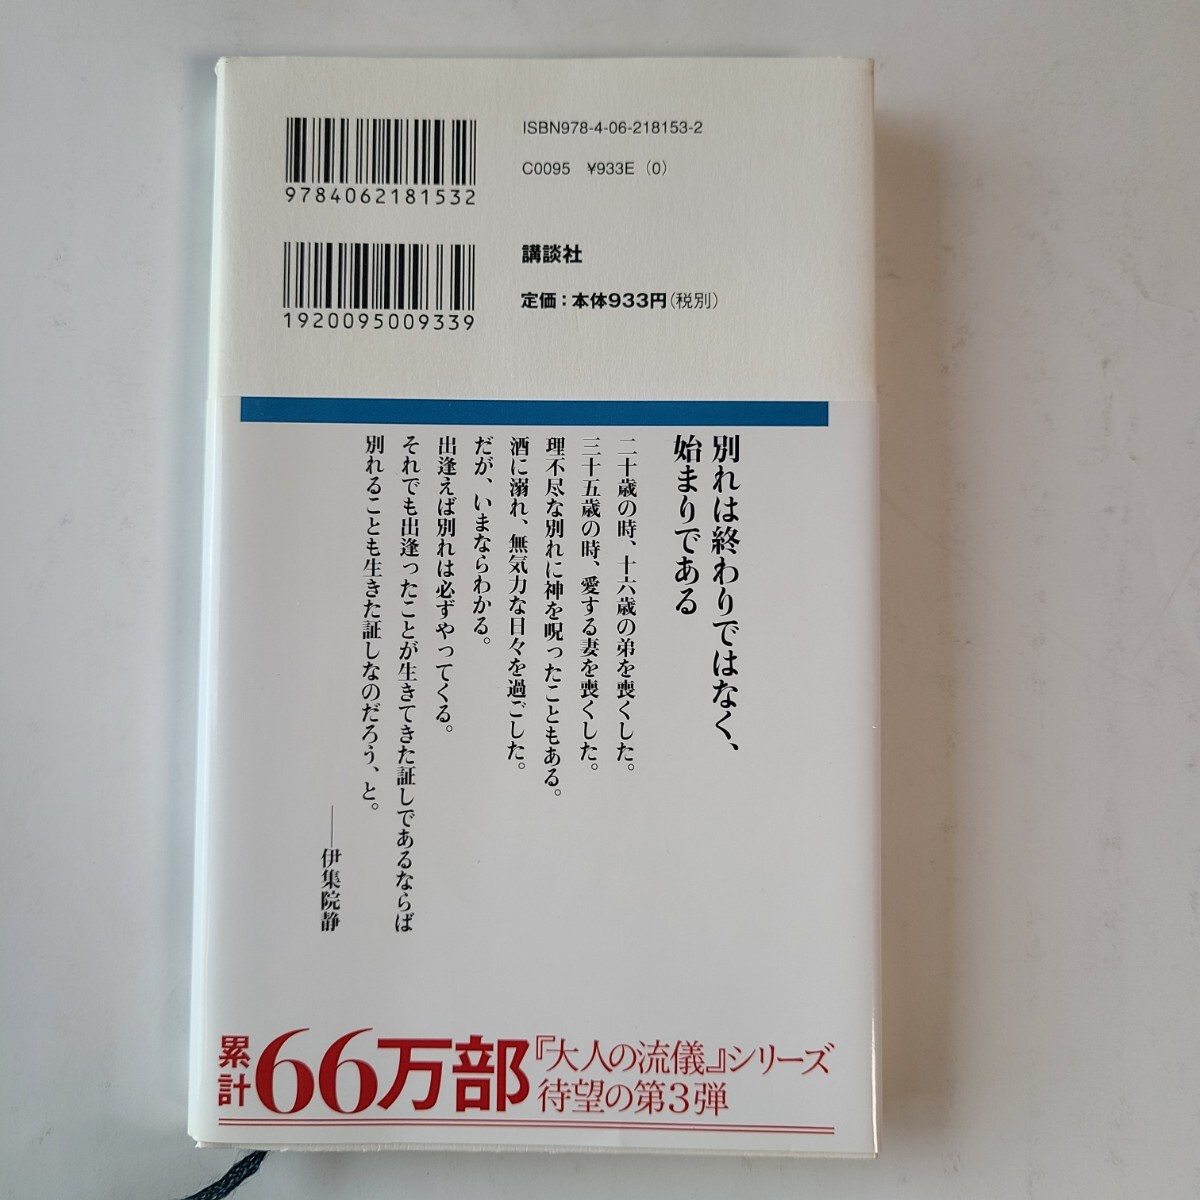 ISBN978-4-06-218153-2
C0095 ¥933E (0)
9784062181532
講談社
定価：本体933円(税別)
1920095009339
別れは終わりではなく、
始まりである
二十歳の時、十六歳の弟を喪くした。
三十五歳の時、愛する妻を喪くした。
理不尽な別れに神を呪ったこともある。
酒に溺れ、無気力な日々を過ごした。
だが、いまならわかる。
出逢えば別れは必ずやってくる。
それでも出逢ったことが生きてきた証しであるならば
別れることも生きた証しなのだろう、と。
――伊集院静
累計66万部
『大人の流儀』シリーズ
待望の第3弾